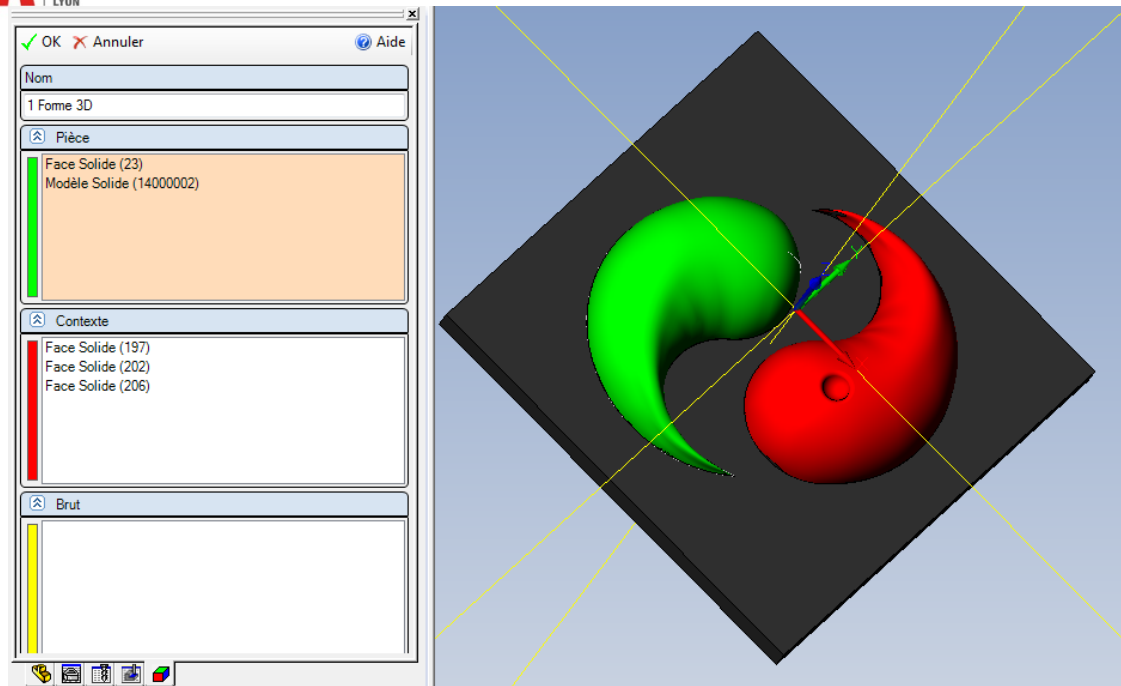 LYON
OK Annuler Aide
Nom
1 Forme 3D
Pièce
Face Solide (23)
Modèle Solide (14000002)
Contexte
Face Solide (197)
Face Solide (202)
Face Solide (206)
Brut